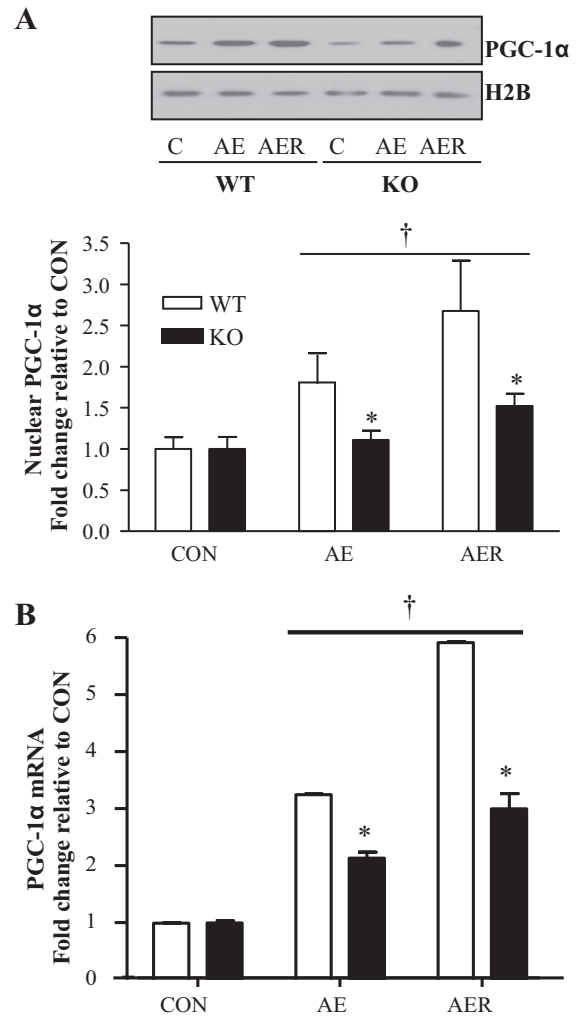 A
PGC-1α
H2B
C AE AER C AE AER
WT KO
†
Nuclear PGC-1α
Fold change relative to CON
3.5
3.0
2.5
2.0
1.5
1.0
0.5
0.0
WT
KO
*
*
CON AE AER
B
†
PGC-1α mRNA
Fold change relative to CON
6
5
4
3
2
1
0
*
*
CON AE AER